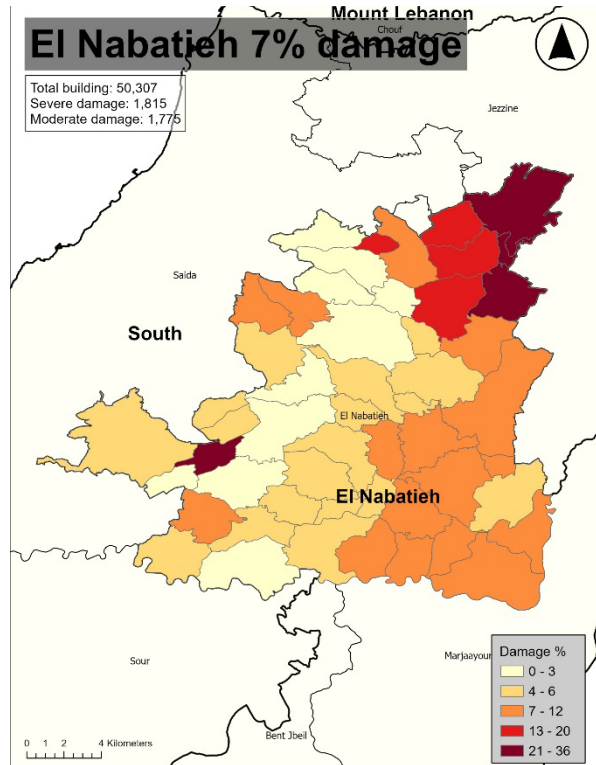 Mount Lebanon
El Nabatieh 7% damage
Chouf
Total building: 50,307
Severe damage: 1,815
Moderate damage: 1,775
Jezzine
Saida
South
El Nabatieh
El Nabatieh
Sour
Marjaayour
Bent Jbeil
Damage %
0 - 3
4 - 6
7 - 12
13 - 20
21 - 36
0 1 2 4 Kilometers